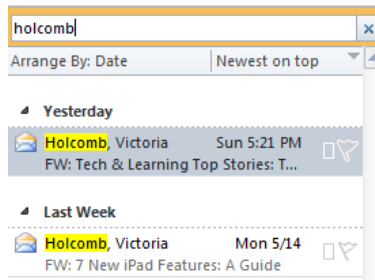 holcomb
Arrange By: Date Newest on top
Yesterday
Holcomb, Victoria Sun 5:21 PM
FW: Tech & Learning Top Stories: T...
Last Week
Holcomb, Victoria Mon 5/14
FW: 7 New iPad Features: A Guide